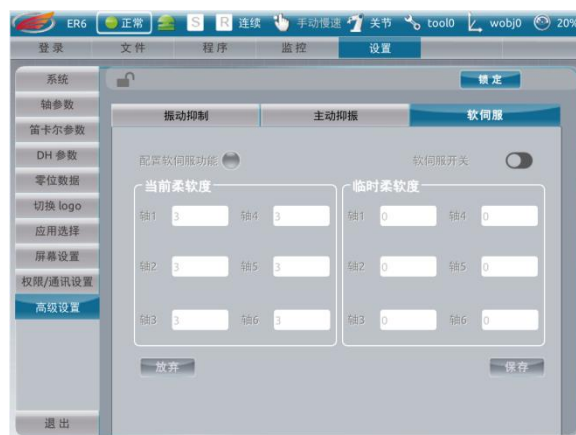 ER6 正常 S R 连续 手动慢速 关节 tool0 wobj0 20%
登录 文件 程序 监控 设置
系统
轴参数
笛卡尔参数
DH 参数
零位数据
切换 logo
应用选择
屏幕设置
权限/通讯设置
高级设置
退出
锁定
振动抑制 主动抑振 软伺服
配置软伺服功能 软伺服开关
当前柔软度
轴1 3 轴4 3
轴2 3 轴5 3
轴3 3 轴6 3
临时柔软度
轴1 0 轴4 0
轴2 0 轴5 0
轴3 0 轴6 0
放弃 保存